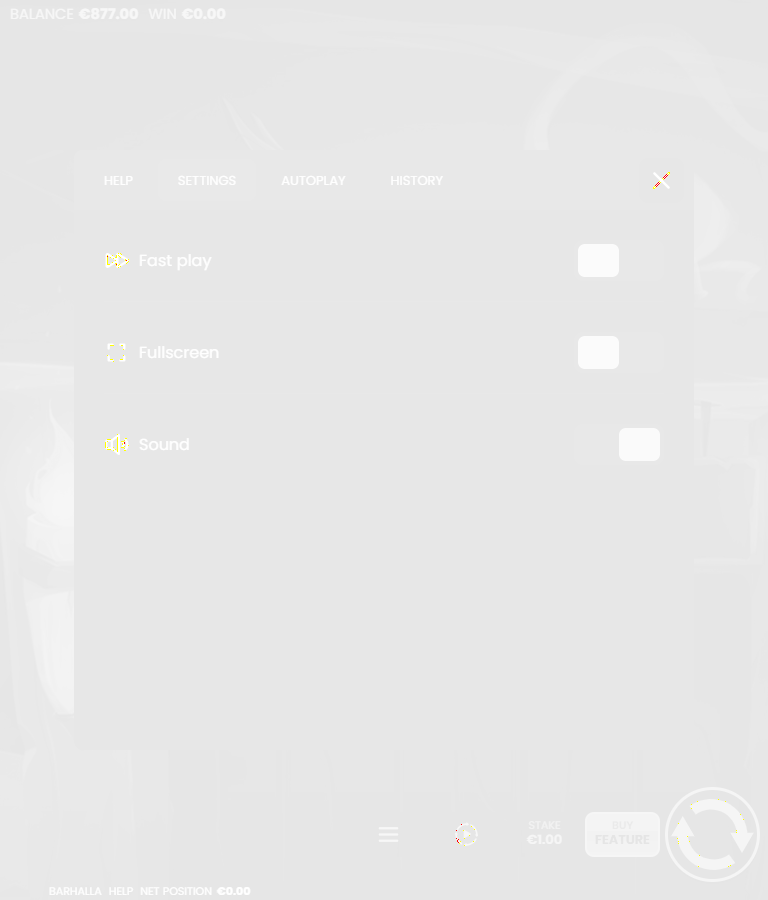 BALANCE €877.00 WIN €0.00
HELP SETTINGS AUTOPLAY HISTORY
Fast play
Fullscreen
Sound
STAKE
€1.00
BUY
FEATURE
BARHALLA HELP NET POSITION €0.00